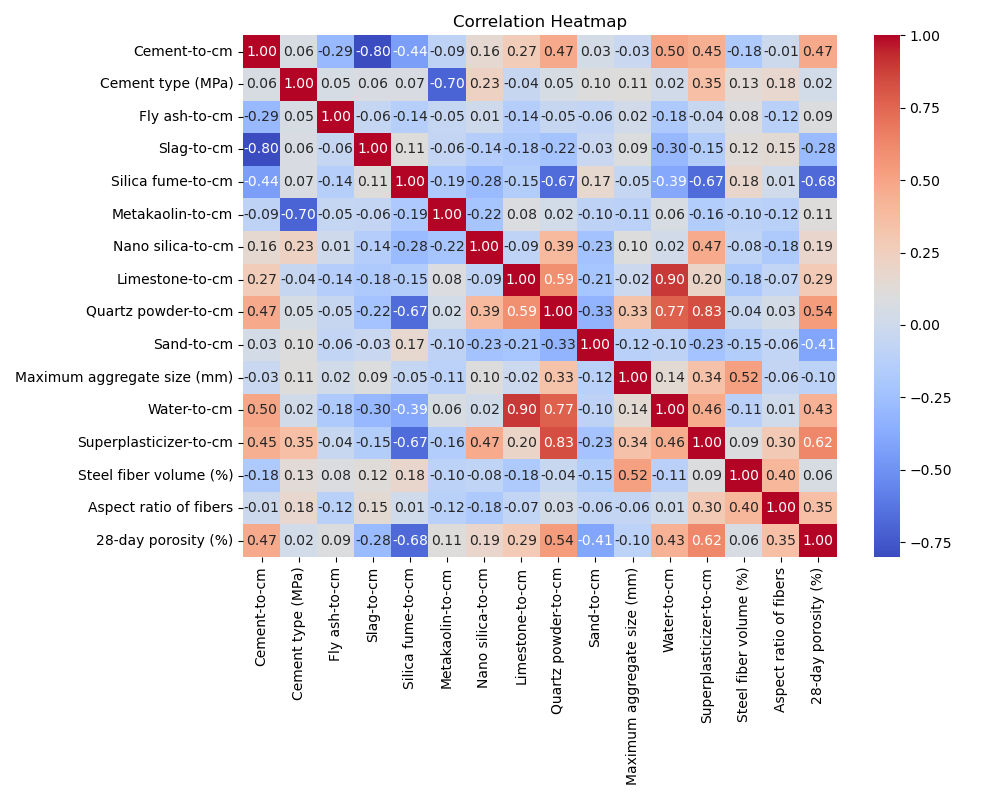 Correlation Heatmap
Cement-to-cm 1.00 0.06 -0.29 -0.80 -0.44 -0.09 0.16 0.27 0.47 0.03 -0.03 0.50 0.45 -0.18 -0.01 0.47
Cement type (MPa) 0.06 1.00 0.05 0.06 0.07 -0.70 0.23 -0.04 0.05 0.10 0.11 0.02 0.35 0.13 0.18 0.02
Fly ash-to-cm -0.29 0.05 1.00 -0.06 -0.14 -0.05 0.01 -0.14 -0.05 -0.06 0.02 -0.18 -0.04 0.08 -0.12 0.09
Slag-to-cm -0.80 0.06 -0.06 1.00 0.11 -0.06 -0.14 -0.18 -0.22 -0.03 0.09 -0.30 -0.15 0.12 0.15 -0.28
Silica fume-to-cm -0.44 0.07 -0.14 0.11 1.00 -0.19 -0.28 -0.15 -0.67 0.17 -0.05 -0.39 -0.67 0.18 0.01 -0.68
Metakaolin-to-cm -0.09 -0.70 -0.05 -0.06 -0.19 1.00 -0.22 0.08 0.02 -0.10 -0.11 0.06 -0.16 -0.10 -0.12 0.11
Nano silica-to-cm 0.16 0.23 0.01 -0.14 -0.28 -0.22 1.00 -0.09 0.39 -0.23 0.10 0.02 0.47 -0.08 -0.18 0.19
Limestone-to-cm 0.27 -0.04 -0.14 -0.18 -0.15 0.08 -0.09 1.00 0.59 -0.21 -0.02 0.90 0.20 -0.18 -0.07 0.29
Quartz powder-to-cm 0.47 0.05 -0.05 -0.22 -0.67 0.02 0.39 0.59 1.00 -0.33 0.33 0.77 0.83 -0.04 0.03 0.54
Sand-to-cm 0.03 0.10 -0.06 -0.03 0.17 -0.10 -0.23 -0.21 -0.33 1.00 -0.12 -0.10 -0.23 -0.15 -0.06 -0.41
Maximum aggregate size (mm) -0.03 0.11 0.02 0.09 -0.05 -0.11 0.10 -0.02 0.33 -0.12 1.00 0.14 0.34 0.52 -0.06 -0.10
Water-to-cm 0.50 0.02 -0.18 -0.30 -0.39 0.06 0.02 0.90 0.77 -0.10 0.14 1.00 0.46 -0.11 0.01 0.43
Superplasticizer-to-cm 0.45 0.35 -0.04 -0.15 -0.67 -0.16 0.47 0.20 0.83 -0.23 0.34 0.46 1.00 0.09 0.30 0.62
Steel fiber volume (%) -0.18 0.13 0.08 0.12 0.18 -0.10 -0.08 -0.18 -0.04 -0.15 0.52 -0.11 0.09 1.00 0.40 0.06
Aspect ratio of fibers -0.01 0.18 -0.12 0.15 0.01 -0.12 -0.18 -0.07 0.03 -0.06 -0.06 0.01 0.30 0.40 1.00 0.35
28-day porosity (%) 0.47 0.02 0.09 -0.28 -0.68 0.11 0.19 0.29 0.54 -0.41 -0.10 0.43 0.62 0.06 0.35 1.00
Cement-to-cm
Cement type (MPa)
Fly ash-to-cm
Slag-to-cm
Silica fume-to-cm
Metakaolin-to-cm
Nano silica-to-cm
Limestone-to-cm
Quartz powder-to-cm
Sand-to-cm
Maximum aggregate size (mm)
Water-to-cm
Superplasticizer-to-cm
Steel fiber volume (%)
Aspect ratio of fibers
28-day porosity (%)
1.00
0.75
0.50
0.25
0.00
−0.25
−0.50
−0.75